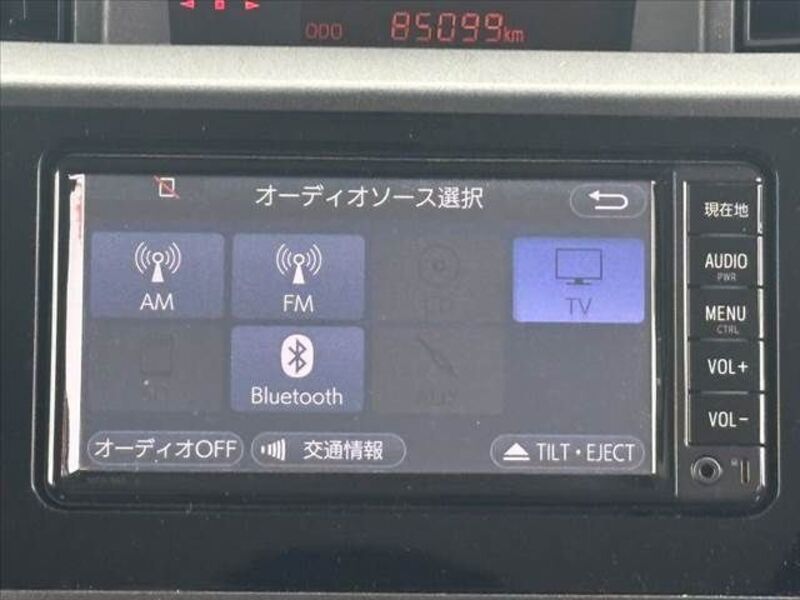 ODO 85099km
オーディオソース選択
現在地
AM
FM
TV
AUDIO
PWR
MENU
CTRL
Bluetooth
VOL+
VOL-
オーディオOFF
交通情報
TILT・EJECT